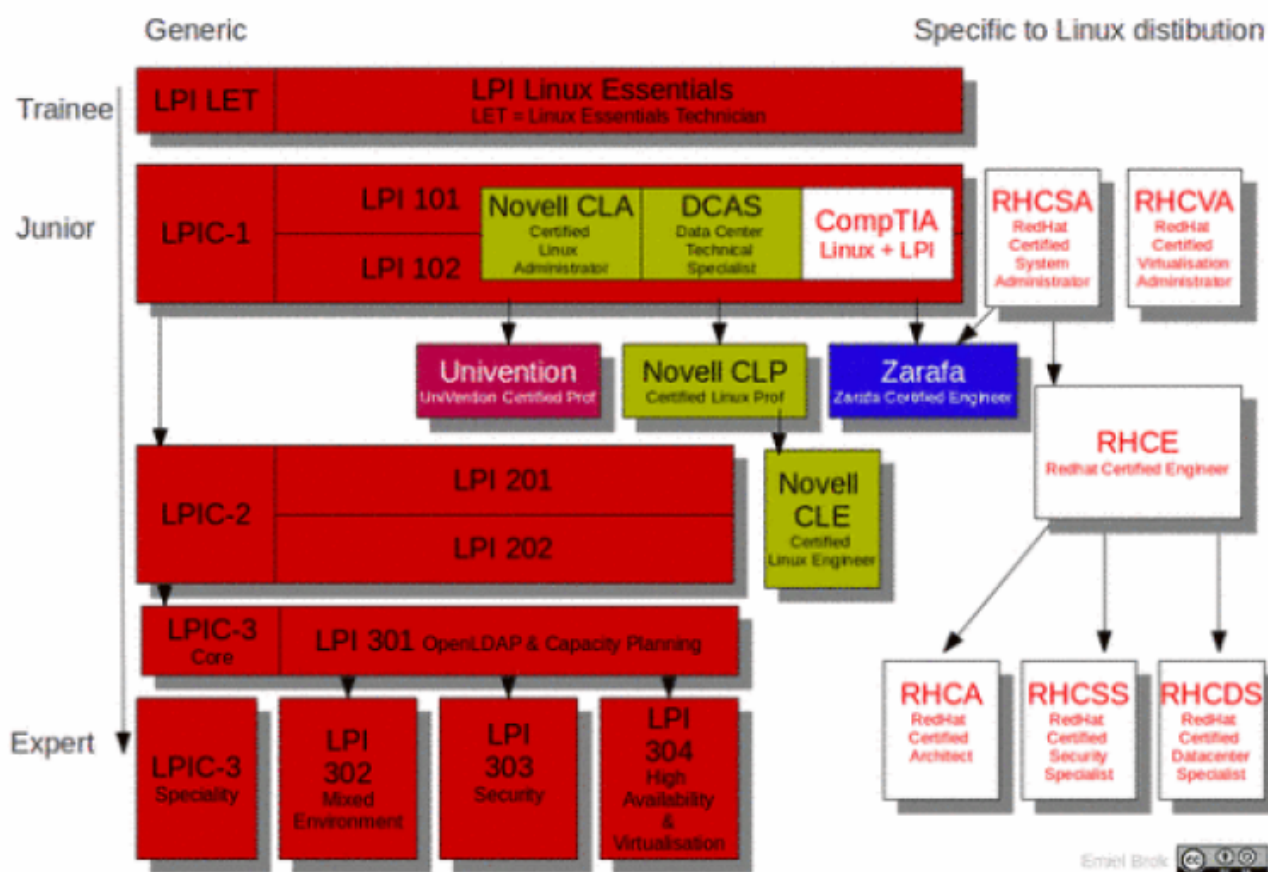 Generic
Specific to Linux distibution
Trainee
LPI LET
LPI Linux Essentials
LET = Linux Essentials Technician
Junior
LPIC-1
LPI 101
LPI 102
Novell CLA
Certified
Linux
Administrator
DCAS
Data Center
Technical
Specialist
CompTIA
Linux + LPI
RHCSA
RedHat
Certified
System
Administrator
RHCVA
RedHat
Certified
Virtualisation
Administrator
Univention
UniVention Certified Prof
Novell CLP
Certified Linux Prof
Zarafa
Zarafa Certified Engineer
RHCE
Redhat Certified Engineer
LPIC-2
LPI 201
LPI 202
Novell
CLE
Certified
Linux Engineer
LPIC-3
Core
LPI 301 OpenLDAP & Capacity Planning
Expert
LPIC-3
Speciality
LPI
302
Mixed
Environment
LPI
303
Security
LPI
304
High
Availability
&
Virtualisation
RHCA
RedHat
Certified
Architect
RHCSS
RedHat
Certified
Security
Specialist
RHCDS
RedHat
Certified
Datacenter
Specialist
Emiel Brok
cc